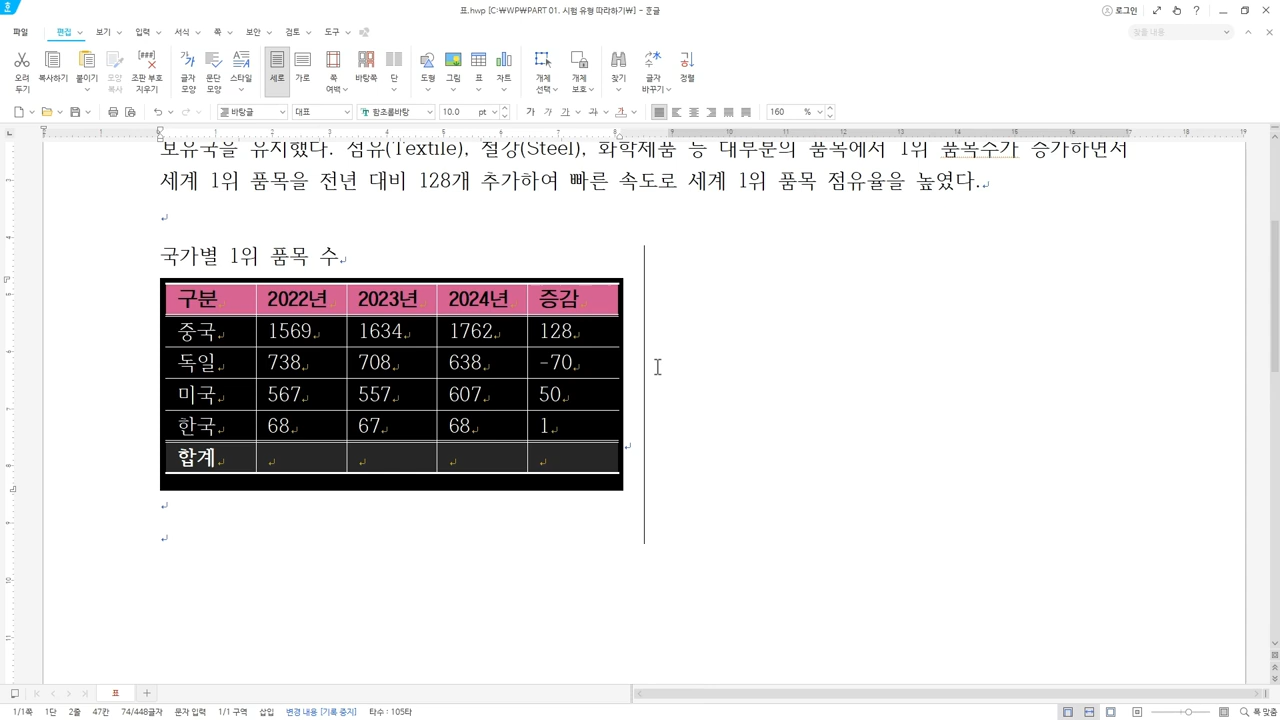 표.hwp [C:\WP\PART 01. 시험 유형 따라하기\] - 한글
로그인
파일 편집 보기 입력 서식 쪽 보안 검토 도구
찾을 내용
오려 두기 복사하기 붙이기 모양 복사 조판 부호 지우기 글자 모양 문단 모양 스타일 세로 가로 쪽 여백 바탕쪽 단 도형 그림 표 차트 개체 선택 개체 보호 찾기 글자 바꾸기 정렬
바탕글 대표 함초롬바탕 10.0 pt 가 가 가 가 가 160 %
보유국을 유지했다. 섬유(Textile), 철강(Steel), 화학제품 등 대부분의 품목에서 1위 품목수가 증가하면서
세계 1위 품목을 전년 대비 128개 추가하여 빠른 속도로 세계 1위 품목 점유율을 높였다.
국가별 1위 품목 수
구분 2022년 2023년 2024년 증감
중국 1569 1634 1762 128
독일 738 708 638 -70
미국 567 557 607 50
한국 68 67 68 1
합계
표
1/1쪽 1단 2줄 47칸 74/448글자 문자 입력 1/1 구역 삽입 변경 내용 [기록 중지] 타수 : 105타 폭 맞춤